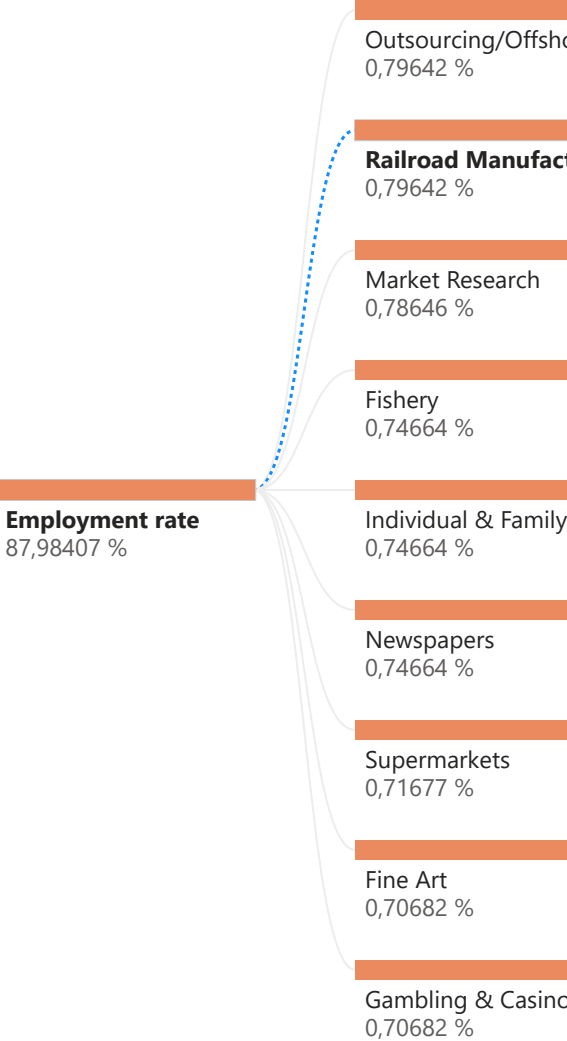 Outsourcing/Offsho
0,79642 %
Railroad Manufact
0,79642 %
Market Research
0,78646 %
Fishery
0,74664 %
Employment rate
87,98407 %
Individual & Family
0,74664 %
Newspapers
0,74664 %
Supermarkets
0,71677 %
Fine Art
0,70682 %
Gambling & Casino
0,70682 %